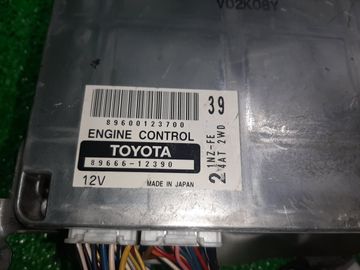 V02K08Y
39
89600123700
ENGINE CONTROL
TOYOTA
89666-12390
12V
MADE IN JAPAN
2
1NZ-FE
4AT 2WD